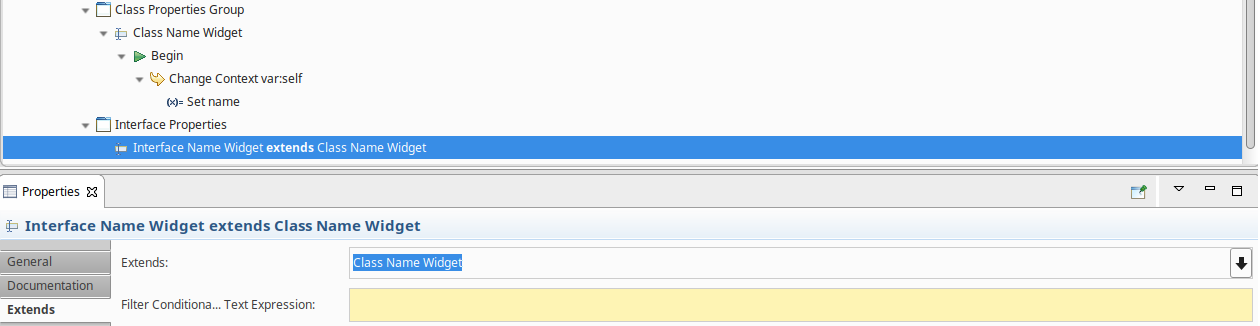 Class Properties Group
Class Name Widget
Begin
Change Context var:self
(x)= Set name
Interface Properties
Interface Name Widget extends Class Name Widget
Properties
Interface Name Widget extends Class Name Widget
General
Documentation
Extends
Extends:
Class Name Widget
Filter Conditiona... Text Expression: